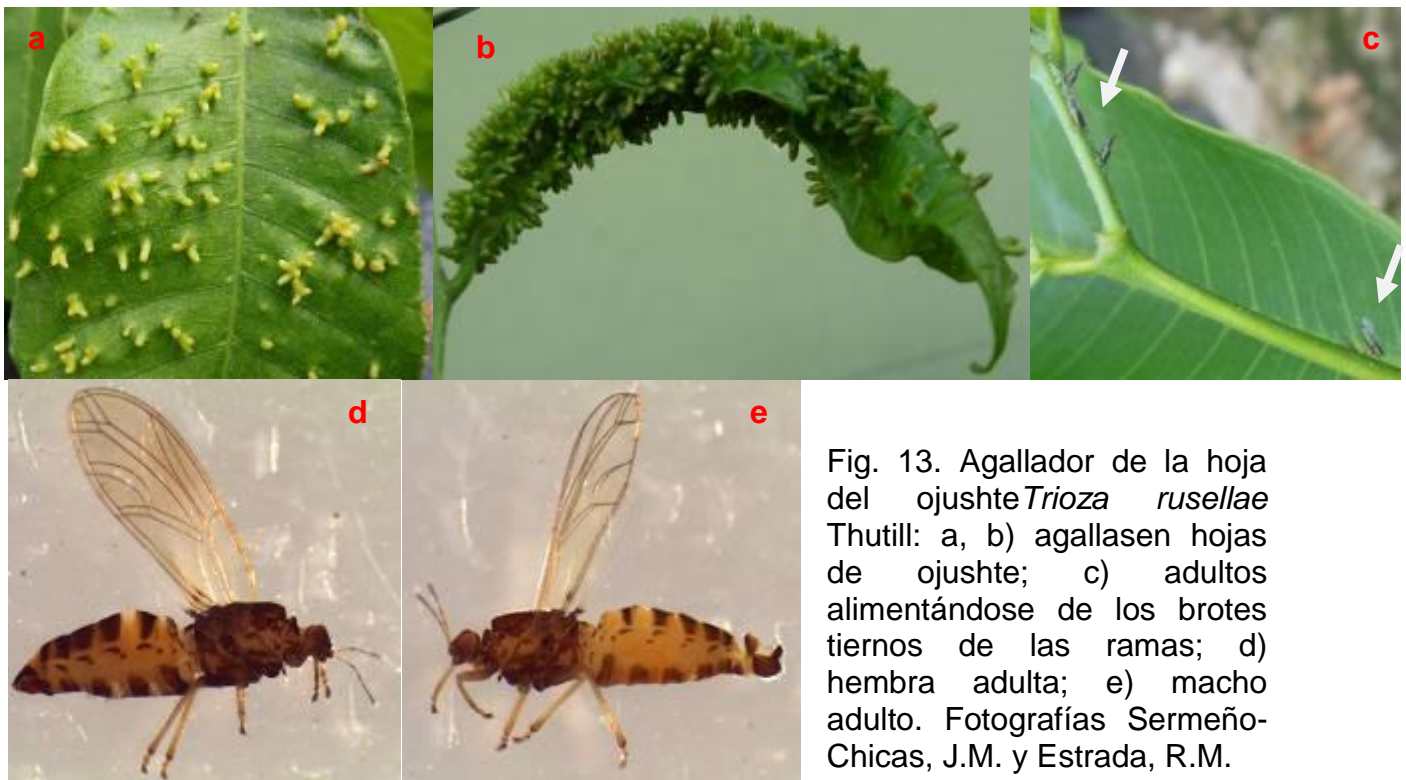 a
b
c
d
e
Fig. 13. Agallador de la hoja
del ojushteTrioza rusellae
Thutill: a, b) agallasen hojas
de ojushte; c) adultos
alimentándose de los brotes
tiernos de las ramas; d)
hembra adulta; e) macho
adulto. Fotografías Sermeño-
Chicas, J.M. y Estrada, R.M.